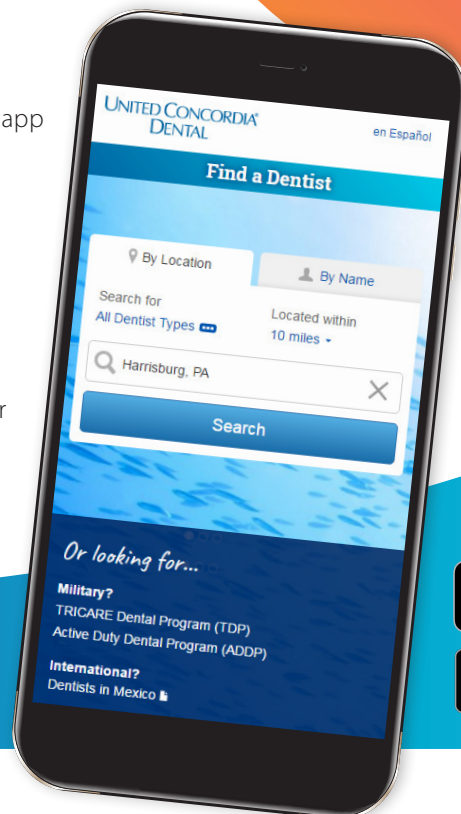 app
r
UNITED CONCORDIA®
DENTAL
en Español
Find a Dentist
By Location
By Name
Search for
All Dentist Types
Located within
10 miles
Harrisburg, PA
Search
Or looking for...
Military?
TRICARE Dental Program (TDP)
Active Duty Dental Program (ADDP)
International?
Dentists in Mexico